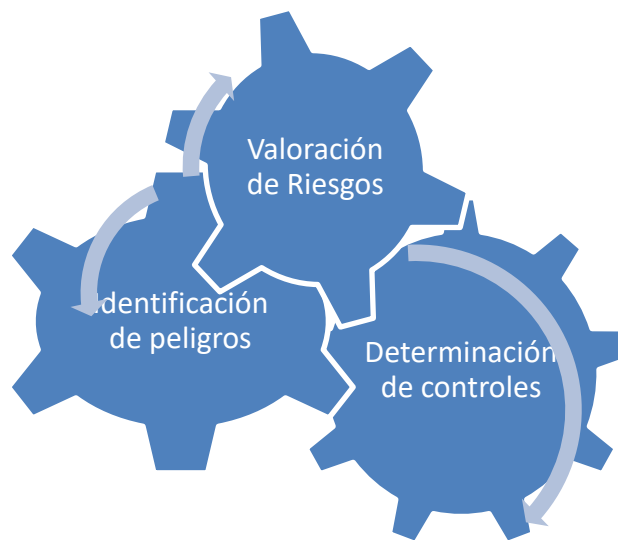 Valoración
de Riesgos
Identificación
de peligros
Determinación
de controles